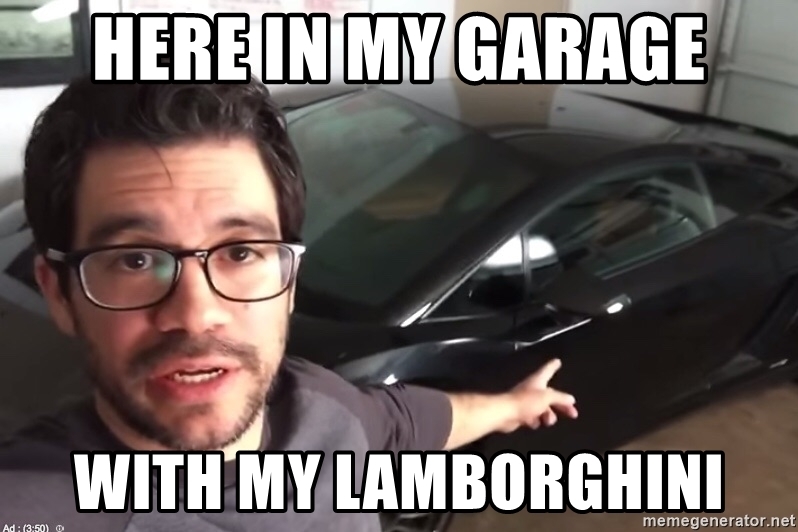 HERE IN MY GARAGE
WITH MY LAMBORGHINI
Ad : (3:50)
memegenerator.net